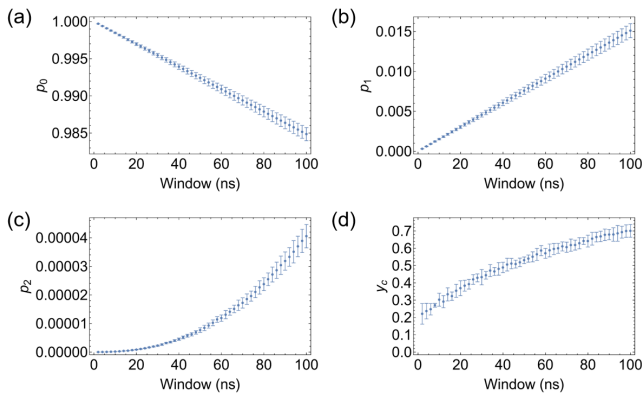 (a)
1.000
0.995
0.990
0.985
p0
0 20 40 60 80 100
Window (ns)
(b)
0.015
0.010
0.005
0.000
p1
0 20 40 60 80 100
Window (ns)
(c)
0.00004
0.00003
0.00002
0.00001
0.00000
p2
0 20 40 60 80 100
Window (ns)
(d)
0.7
0.6
0.5
0.4
0.3
0.2
0.1
0.0
yc
0 20 40 60 80 100
Window (ns)